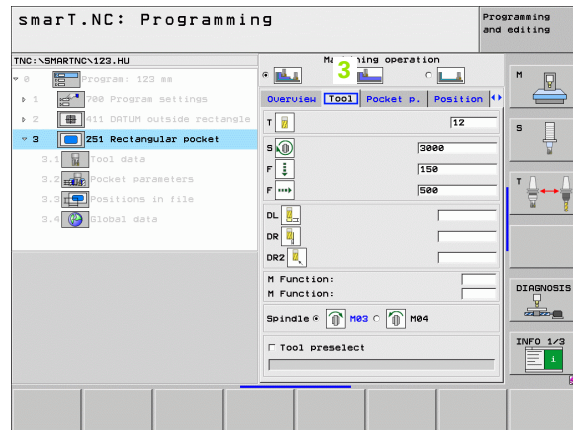 smarT.NC: Programming
Programming
and editing
TNC:\SMARTNC\123.HU
0 Program: 123 mm
1 700 Program settings
2 411 DATUM outside rectangle
3 251 Rectangular pocket
3.1 Tool data
3.2 Pocket parameters
3.3 Positions in file
3.4 Global data
Machining operation
3
Overview Tool Pocket p. Position
T 12
S 3000
F 150
F 500
DL
DR
DR2
M Function:
M Function:
Spindle M03 M04
Tool preselect
M
S
T
DIAGNOSIS
INFO 1/3